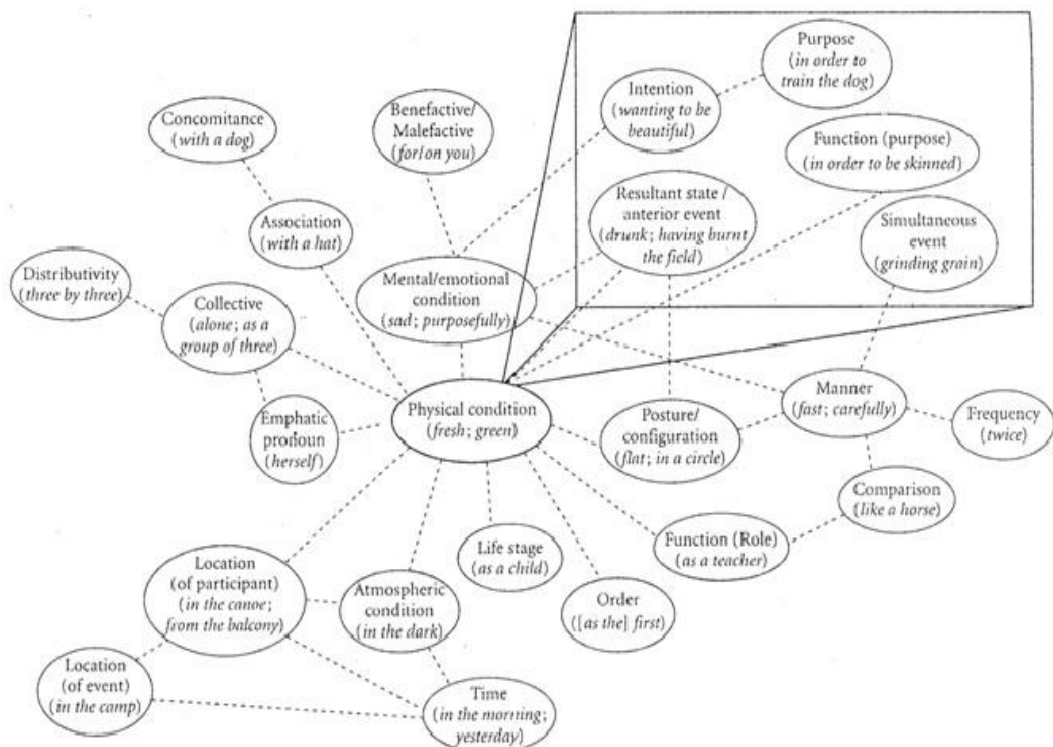 Purpose
(in order to
train the dog)
Intention
(wanting to be
beautiful)
Benefactive/
Malefactive
(for/on you)
Concomitance
(with a dog)
Function (purpose)
(in order to be skinned)
Resultant state /
anterior event
(drunk; having burnt
the field)
Association
(with a hat)
Simultaneous
event
(grinding grain)
Distributivity
(three by three)
Mental/emotional
condition
(sad; purposefully)
Collective
(alone; as a
group of three)
Physical condition
(fresh; green)
Manner
(fast; carefully)
Posture/
configuration
(flat; in a circle)
Frequency
(twice)
Emphatic
pronoun
(herself)
Comparison
(like a horse)
Function (Role)
(as a teacher)
Life stage
(as a child)
Location
(of participant)
(in the canoe;
from the balcony)
Atmospheric
condition
(in the dark)
Order
([as the] first)
Location
(of event)
(in the camp)
Time
(in the morning;
yesterday)